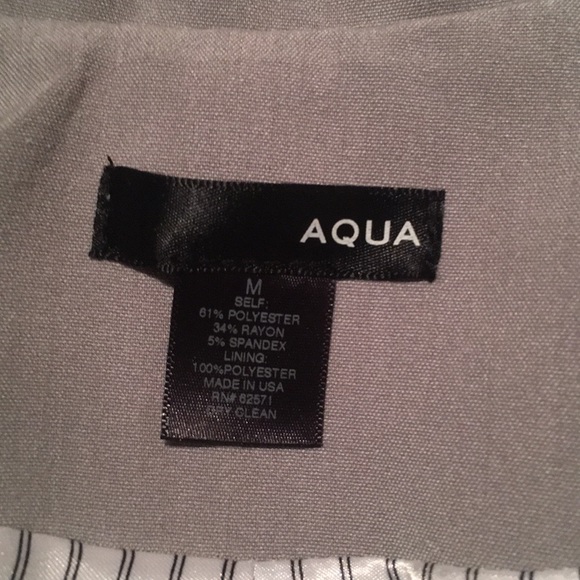 AQUA
M
SELF:
61% POLYESTER
34% RAYON
5% SPANDEX
LINING:
100%POLYESTER
MADE IN USA
RN# 62571
DRY CLEAN